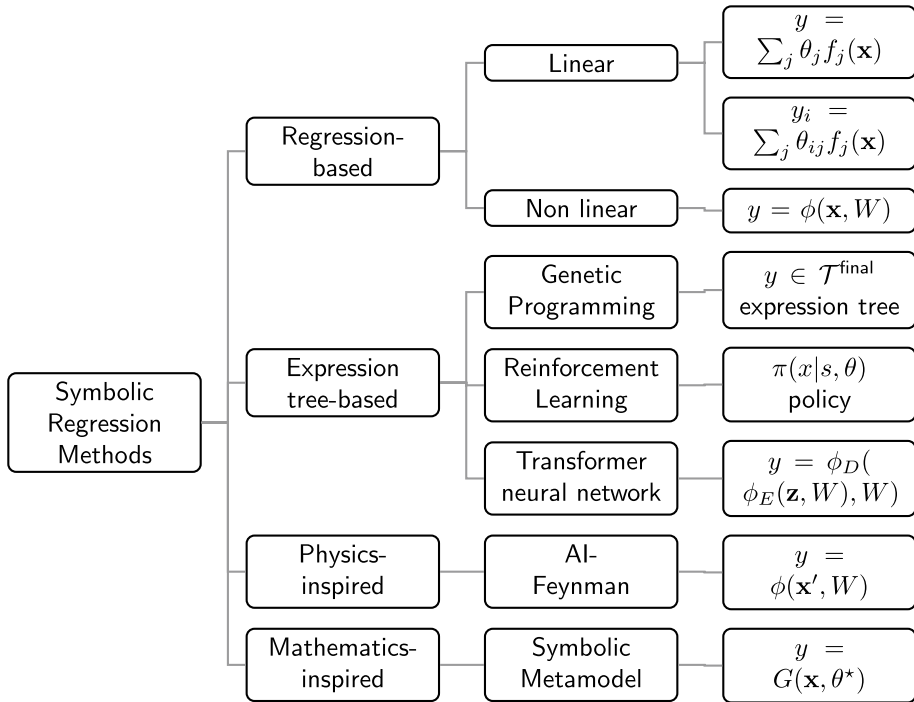 Symbolic
Regression
Methods
Regression-
based
Linear
y =
∑_j θ_j f_j(𝐱)
y_i =
∑_j θ_{ij} f_j(𝐱)
Non linear
y = ϕ(𝐱, W)
Expression
tree-based
Genetic
Programming
y ∈ 𝒯^{final}
expression tree
Reinforcement
Learning
π(x|s, θ)
policy
Transformer
neural network
y = ϕ_D(
ϕ_E(𝐳, W), W)
Physics-
inspired
AI-
Feynman
y =
ϕ(𝐱′, W)
Mathematics-
inspired
Symbolic
Metamodel
y =
G(𝐱, θ⋆)